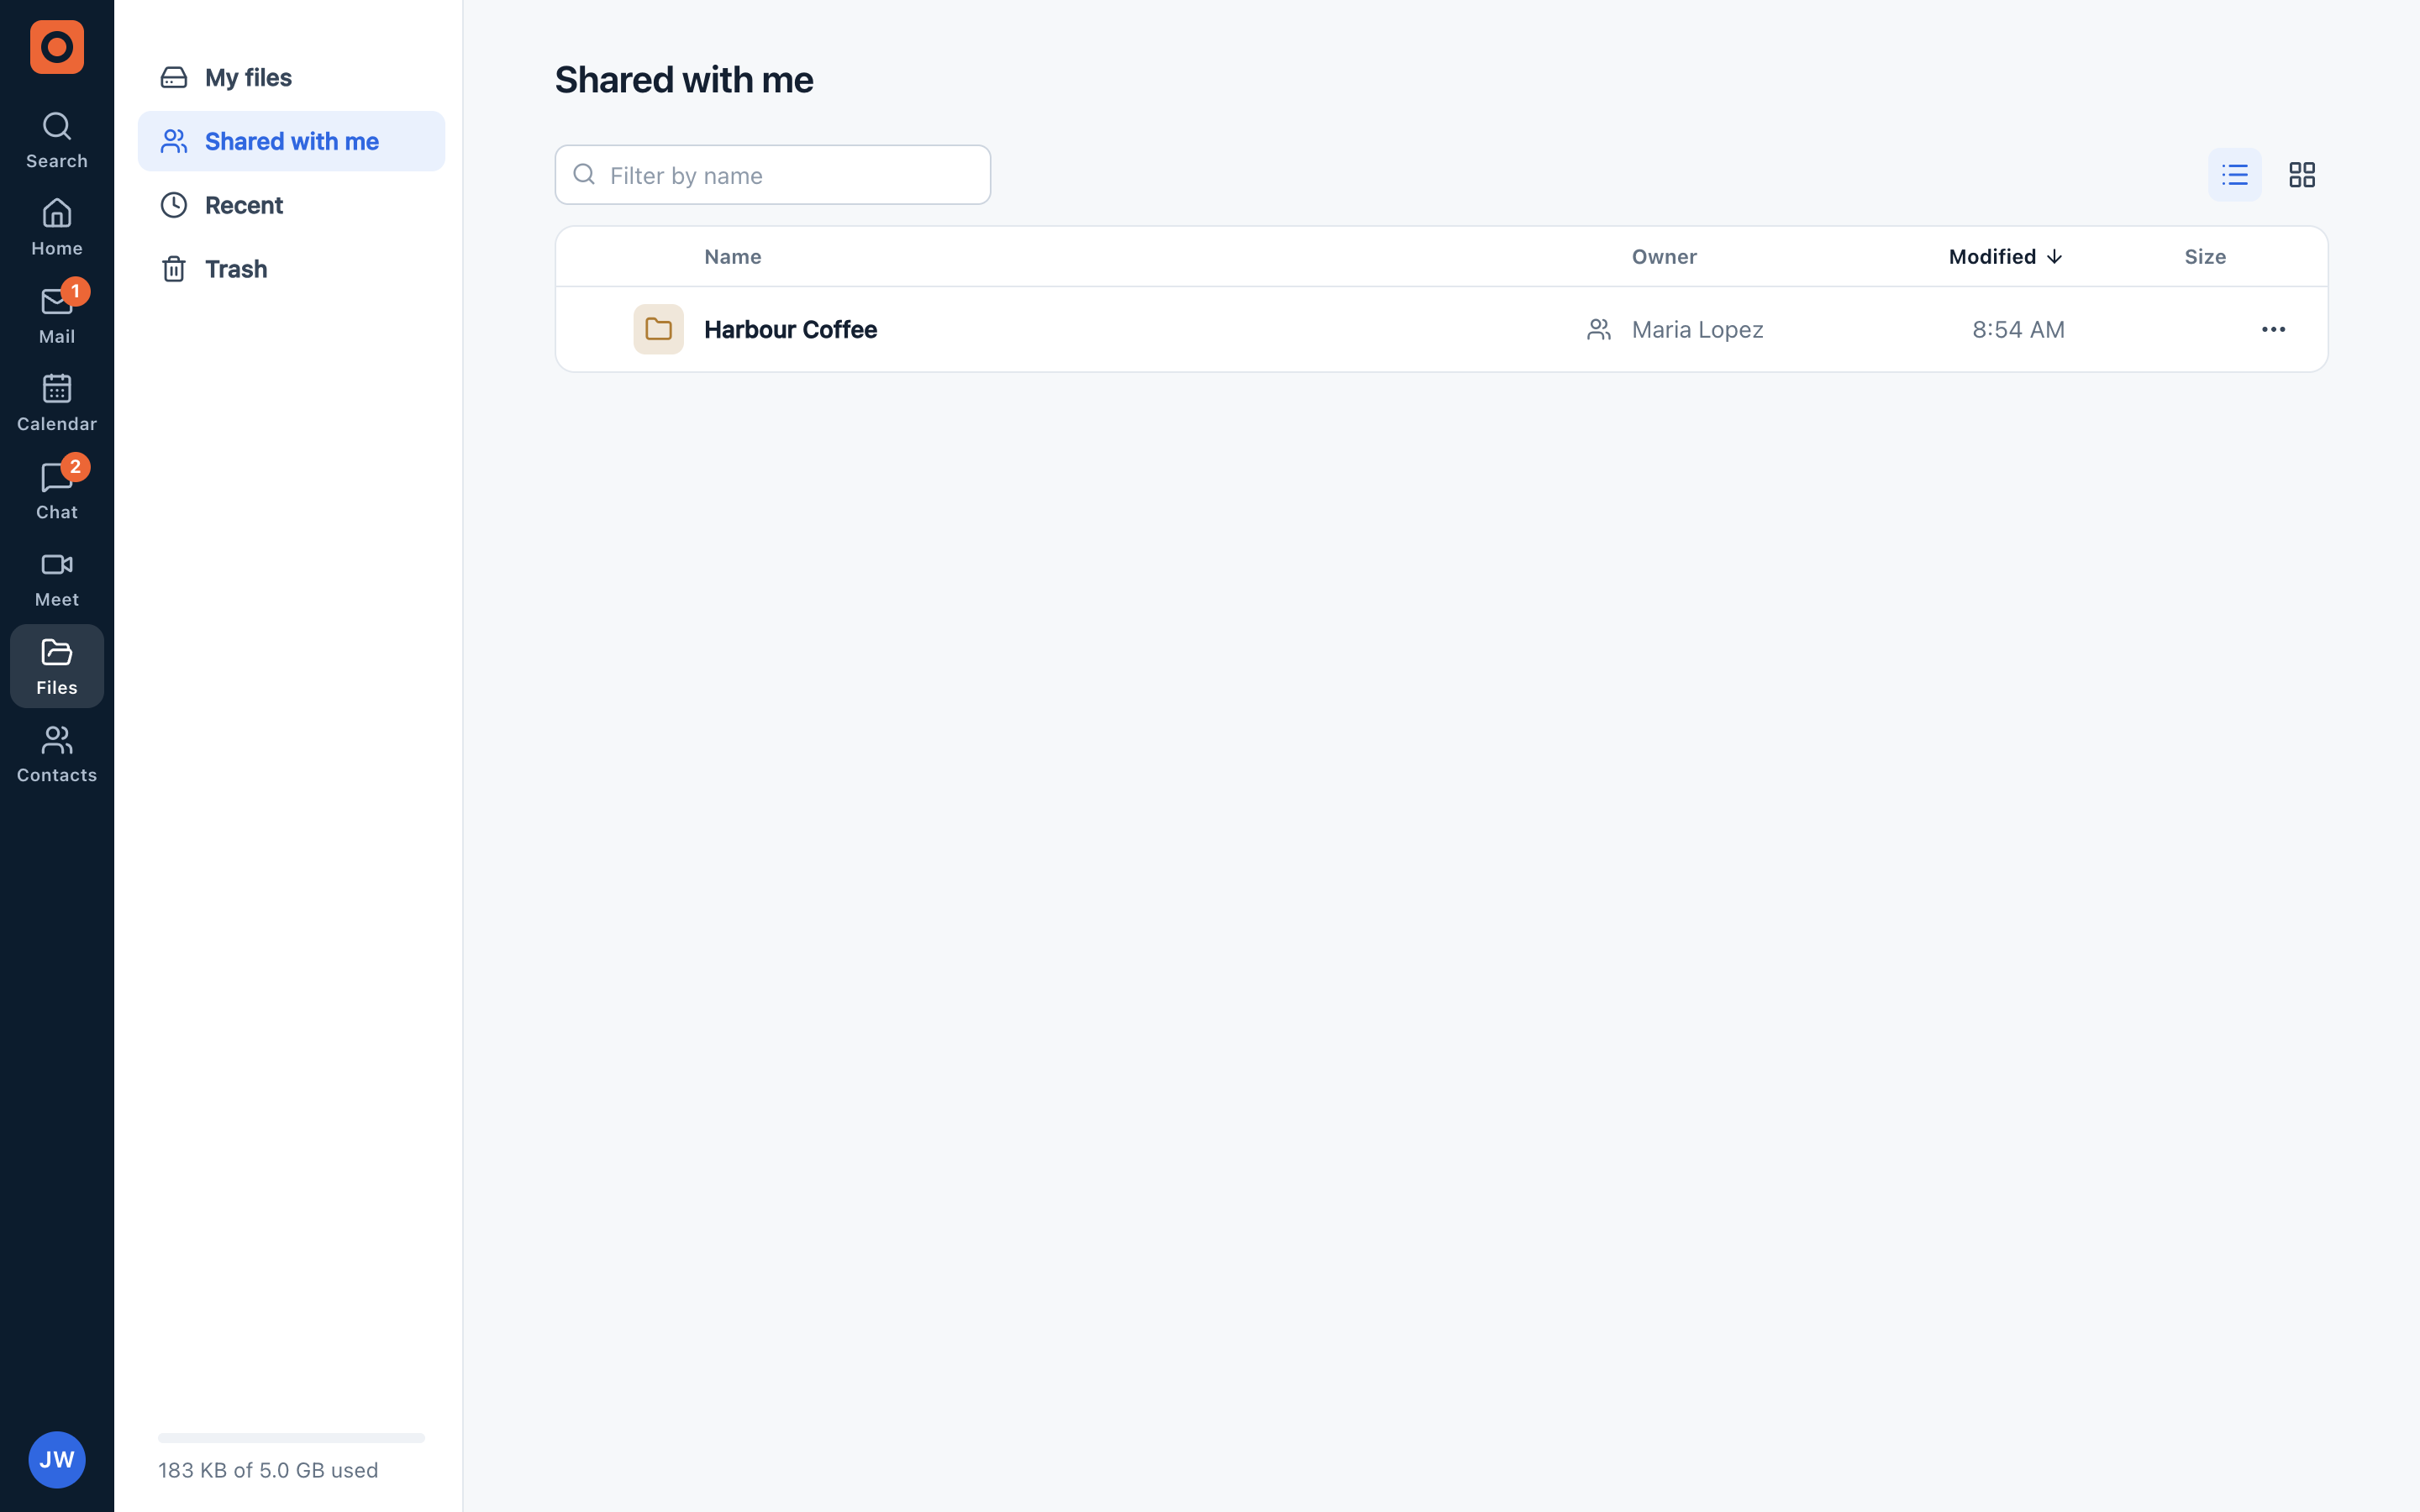 Search
Home
1
Mail
Calendar
2
Chat
Meet
Files
Contacts
JW
My files
Shared with me
Recent
Trash
183 KB of 5.0 GB used
Shared with me
Filter by name
Name Owner Modified Size
Harbour Coffee Maria Lopez 8:54 AM